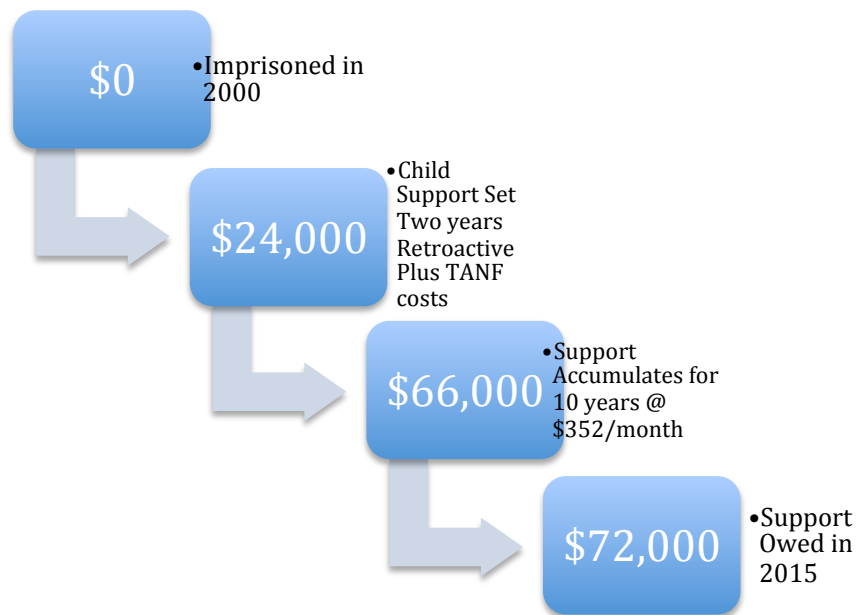 $0
•Imprisoned in
2000
$24,000
•Child
Support Set
Two years
Retroactive
Plus TANF
costs
$66,000
•Support
Accumulates for
10 years @
$352/month
$72,000
•Support
Owed in
2015